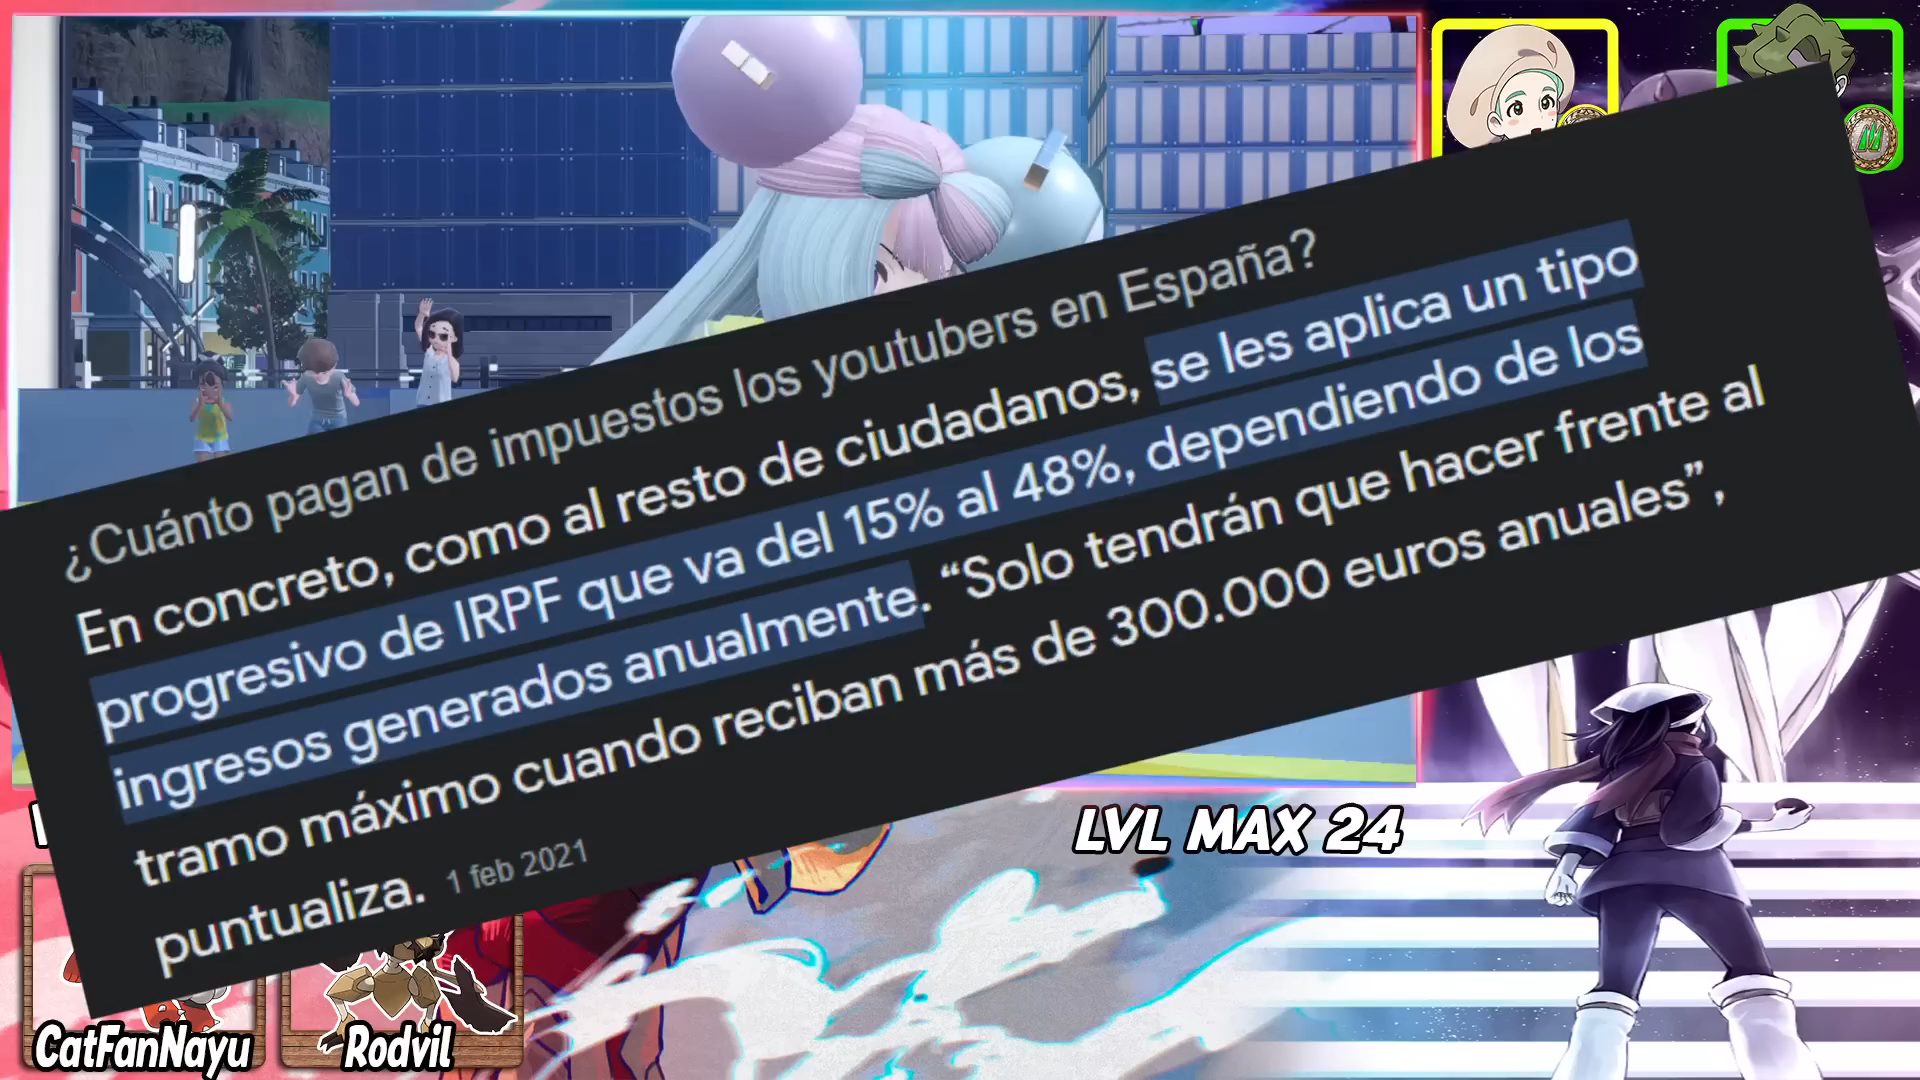 ¿Cuánto pagan de impuestos los youtubers en España?
En concreto, como al resto de ciudadanos, se les aplica un tipo
progresivo de IRPF que va del 15% al 48%, dependiendo de los
ingresos generados anualmente. “Solo tendrán que hacer frente al
tramo máximo cuando reciban más de 300.000 euros anuales”,
puntualiza. 1 feb 2021
LVL MAX 24
CatFanNayu
Rodvil